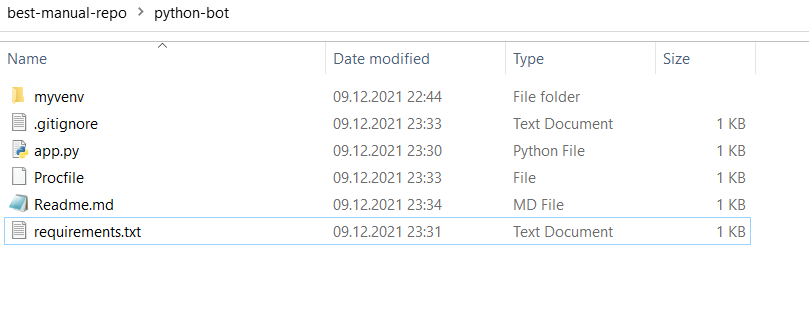 best-manual-repo > python-bot
Name Date modified Type Size
myvenv 09.12.2021 22:44 File folder
.gitignore 09.12.2021 23:33 Text Document 1 KB
app.py 09.12.2021 23:30 Python File 1 KB
Procfile 09.12.2021 23:33 File 1 KB
Readme.md 09.12.2021 23:34 MD File 1 KB
requirements.txt 09.12.2021 23:31 Text Document 1 KB